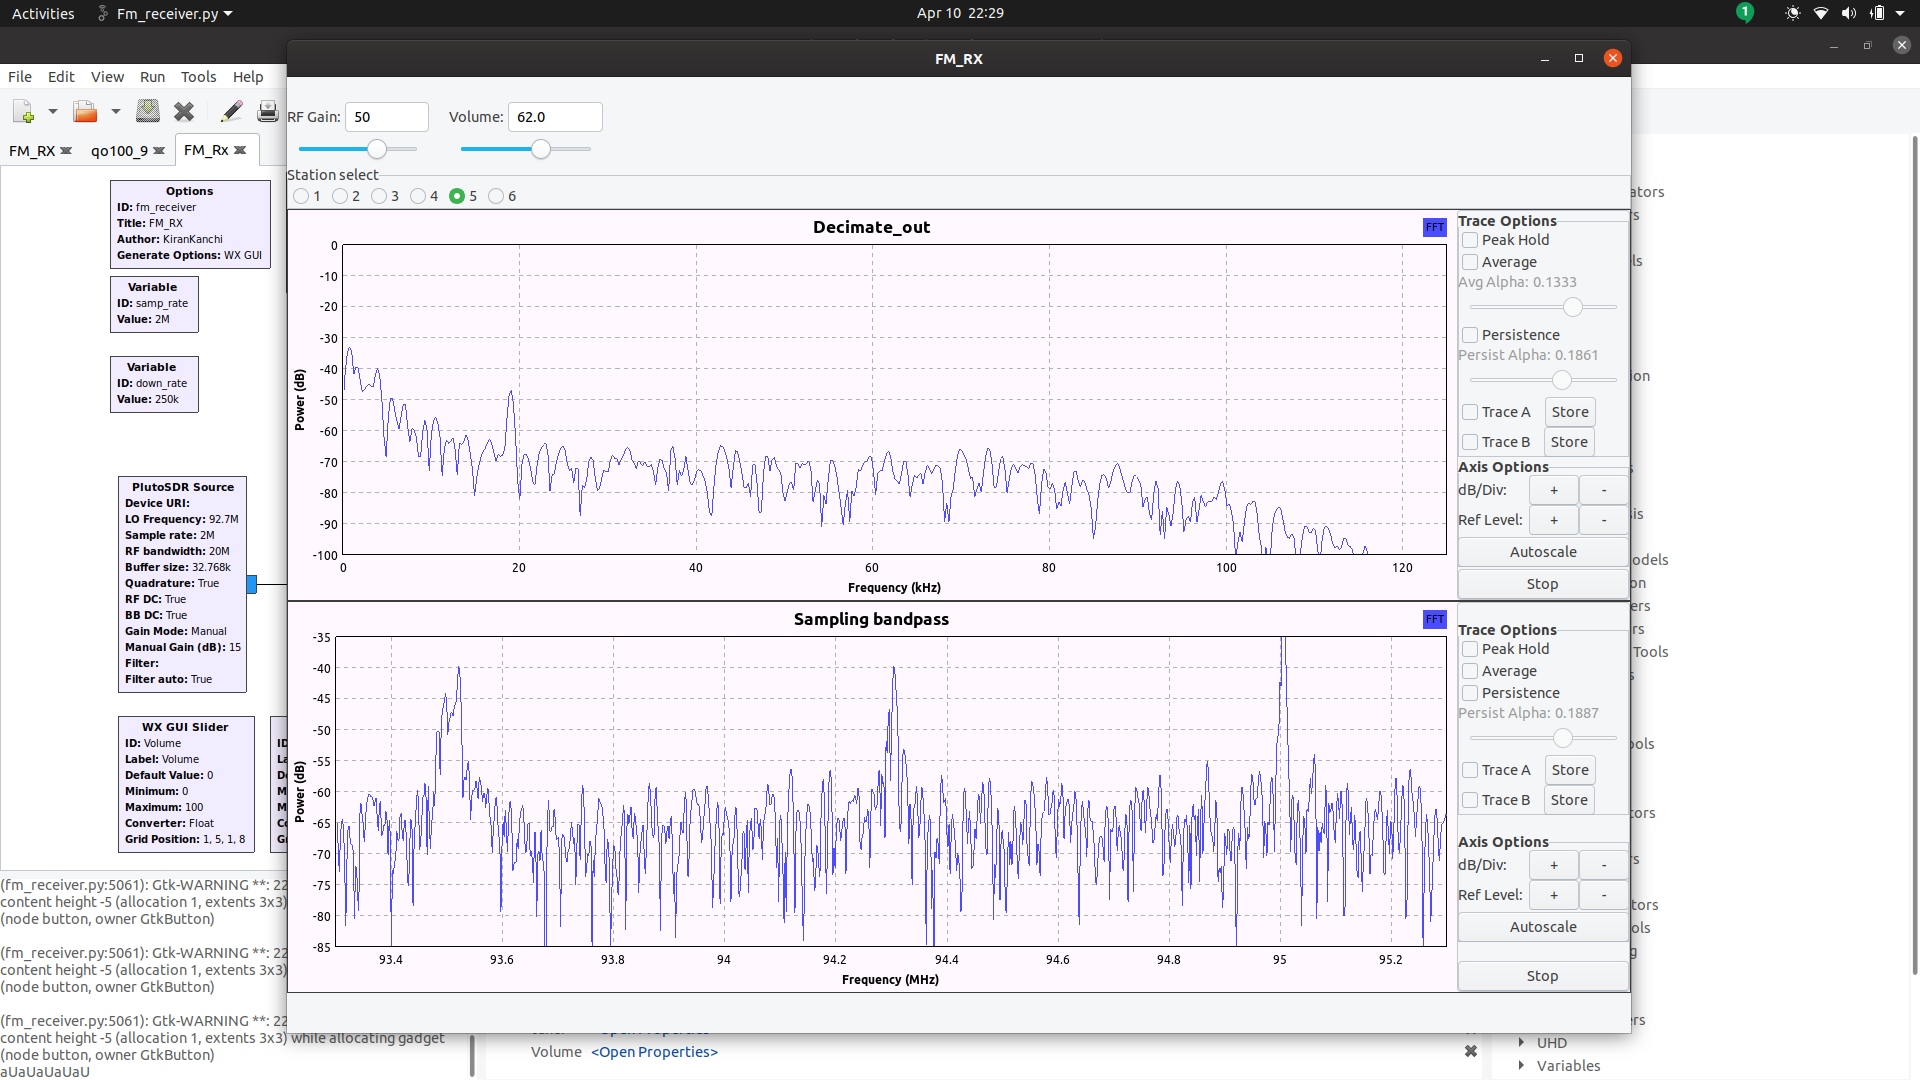 Activities Fm_receiver.py Apr 10 22:29 1
FM_RX
File Edit View Run Tools Help
RF Gain: 50 Volume: 62.0
FM_RX qo100_9 FM_Rx
Station select
1 2 3 4 5 6
Options
ID: fm_receiver
Title: FM_RX
Author: KiranKanchi
Generate Options: WX GUI
Variable
ID: samp_rate
Value: 2M
Variable
ID: down_rate
Value: 250k
PlutoSDR Source
Device URI:
LO Frequency: 92.7M
Sample rate: 2M
RF bandwidth: 20M
Buffer size: 32.768k
Quadrature: True
RF DC: True
BB DC: True
Gain Mode: Manual
Manual Gain (dB): 15
Filter:
Filter auto: True
WX GUI Slider
ID: Volume
Label: Volume
Default Value: 0
Minimum: 0
Maximum: 100
Converter: Float
Grid Position: 1, 5, 1, 8
Decimate_out
FFT
Power (dB)
0
-10
-20
-30
-40
-50
-60
-70
-80
-90
-100
0 20 40 60 80 100 120
Frequency (kHz)
Trace Options
Peak Hold
Average
Avg Alpha: 0.1333
Persistence
Persist Alpha: 0.1861
Trace A Store
Trace B Store
Axis Options
dB/Div: + -
Ref Level: + -
Autoscale
Stop
Sampling bandpass
FFT
Power (dB)
-35
-40
-45
-50
-55
-60
-65
-70
-75
-80
-85
93.4 93.6 93.8 94 94.2 94.4 94.6 94.8 95 95.2
Frequency (MHz)
Trace Options
Peak Hold
Average
Persistence
Persist Alpha: 0.1887
Trace A Store
Trace B Store
Axis Options
dB/Div: + -
Ref Level: + -
Autoscale
Stop
(fm_receiver.py:5061): Gtk-WARNING **: 22
content height -5 (allocation 1, extents 3x3)
(node button, owner GtkButton)
(fm_receiver.py:5061): Gtk-WARNING **: 22
content height -5 (allocation 1, extents 3x3)
(node button, owner GtkButton)
(fm_receiver.py:5061): Gtk-WARNING **: 22
content height -5 (allocation 1, extents 3x3) while allocating gadget
(node button, owner GtkButton)
aUaUaUaUaU
Volume <Open Properties>
Models
Tools
UHD
Variables